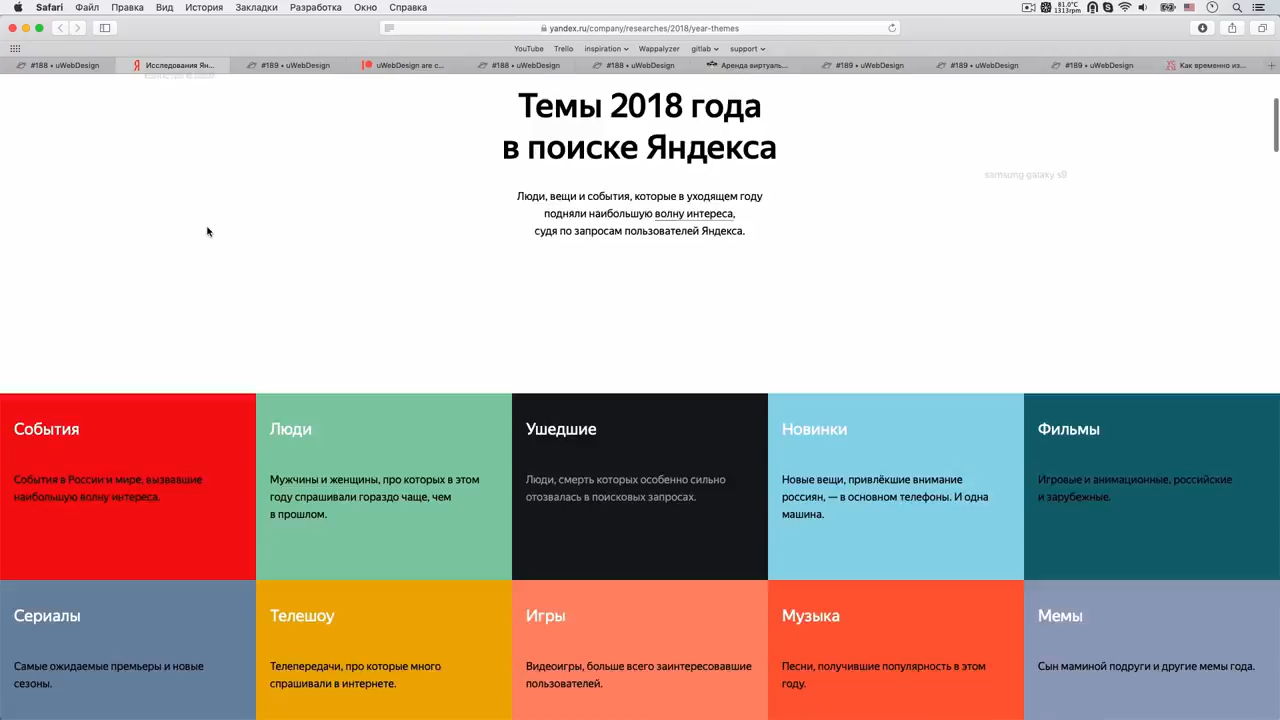 Safari Файл Правка Вид История Закладки Разработка Окно Справка
81.0°C
1313rpm
yandex.ru/company/researches/2018/year-themes
YouTube Trello inspiration Wappalyzer gitlab support
#188 • uWebDesign Исследования Ян... #189 • uWebDesign uWebDesign are c... #188 • uWebDesign #188 • uWebDesign Аренда виртуаль... #189 • uWebDesign #189 • uWebDesign #189 • uWebDesign Как временно из...
Темы 2018 года
в поиске Яндекса
samsung galaxy s9
Люди, вещи и события, которые в уходящем году
подняли наибольшую волну интереса,
судя по запросам пользователей Яндекса.
События
События в России и мире, вызвавшие
наибольшую волну интереса.
Люди
Мужчины и женщины, про которых в этом
году спрашивали гораздо чаще, чем
в прошлом.
Ушедшие
Люди, смерть которых особенно сильно
отозвалась в поисковых запросах.
Новинки
Новые вещи, привлёкшие внимание
россиян, — в основном телефоны. И одна
машина.
Фильмы
Игровые и анимационные, российские
и зарубежные.
Сериалы
Самые ожидаемые премьеры и новые
сезоны.
Телешоу
Телепередачи, про которые много
спрашивали в интернете.
Игры
Видеоигры, больше всего заинтересовавшие
пользователей.
Музыка
Песни, получившие популярность в этом
году.
Мемы
Сын маминой подруги и другие мемы года.